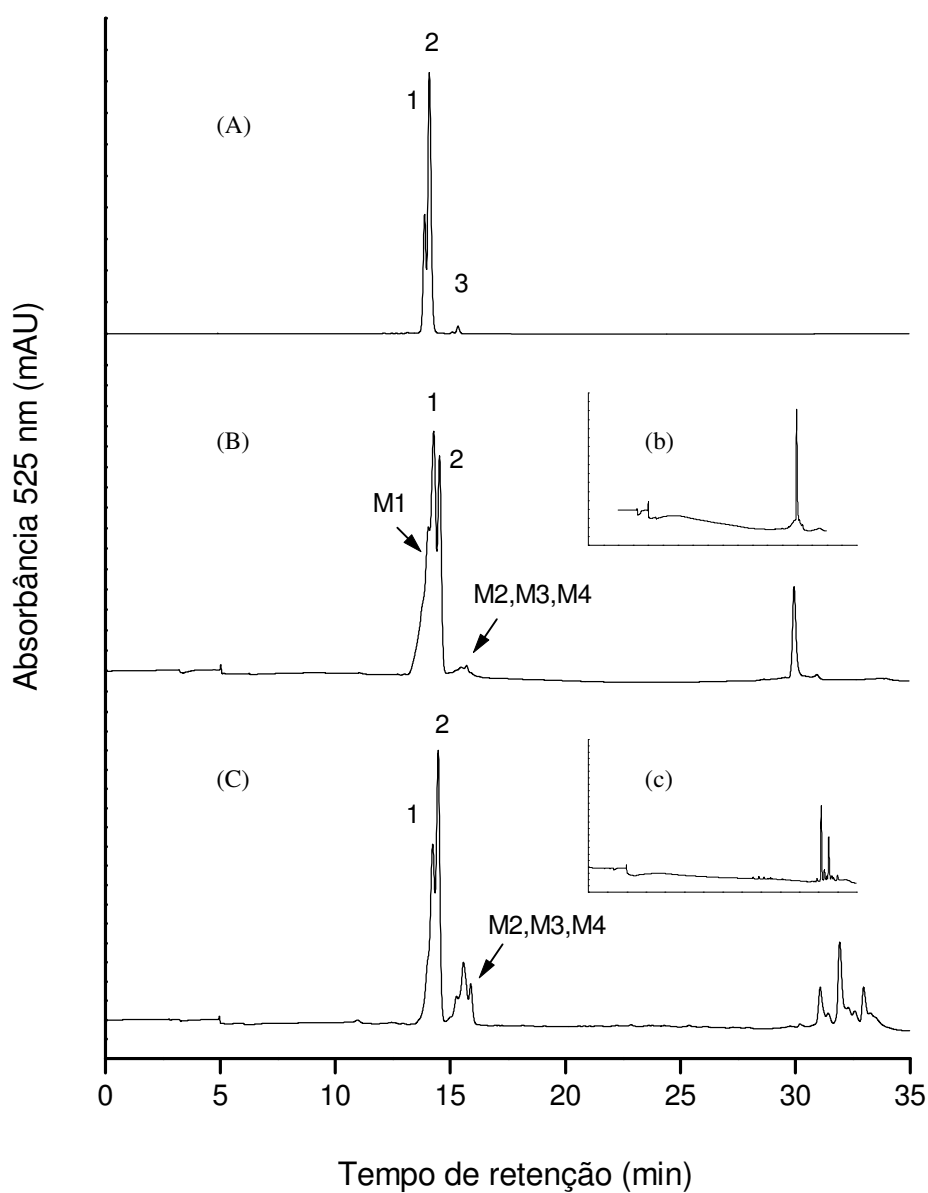 2
1
(A)
3
Absorbância 525 nm (mAU)
1
(B)
2
(b)
M1
M2,M3,M4
2
(C)
1
(c)
M2,M3,M4
0 5 10 15 20 25 30 35
Tempo de retenção (min)